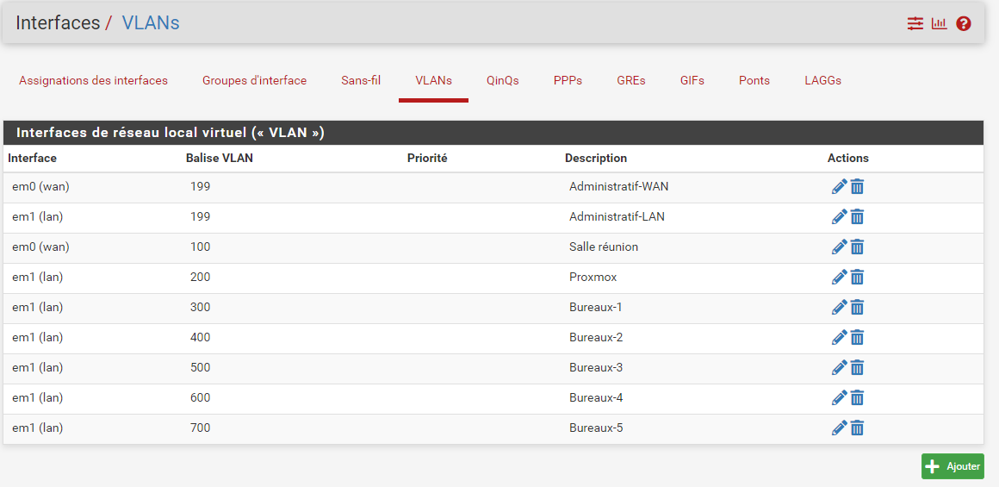 Interfaces / VLANs
Assignations des interfaces Groupes d'interface Sans-fil VLANs QinQs PPPs GREs GIFs Ponts LAGGs
Interfaces de réseau local virtuel (« VLAN »)
Interface Balise VLAN Priorité Description Actions
em0 (wan) 199 Administratif-WAN
em1 (lan) 199 Administratif-LAN
em0 (wan) 100 Salle réunion
em1 (lan) 200 Proxmox
em1 (lan) 300 Bureaux-1
em1 (lan) 400 Bureaux-2
em1 (lan) 500 Bureaux-3
em1 (lan) 600 Bureaux-4
em1 (lan) 700 Bureaux-5
Ajouter